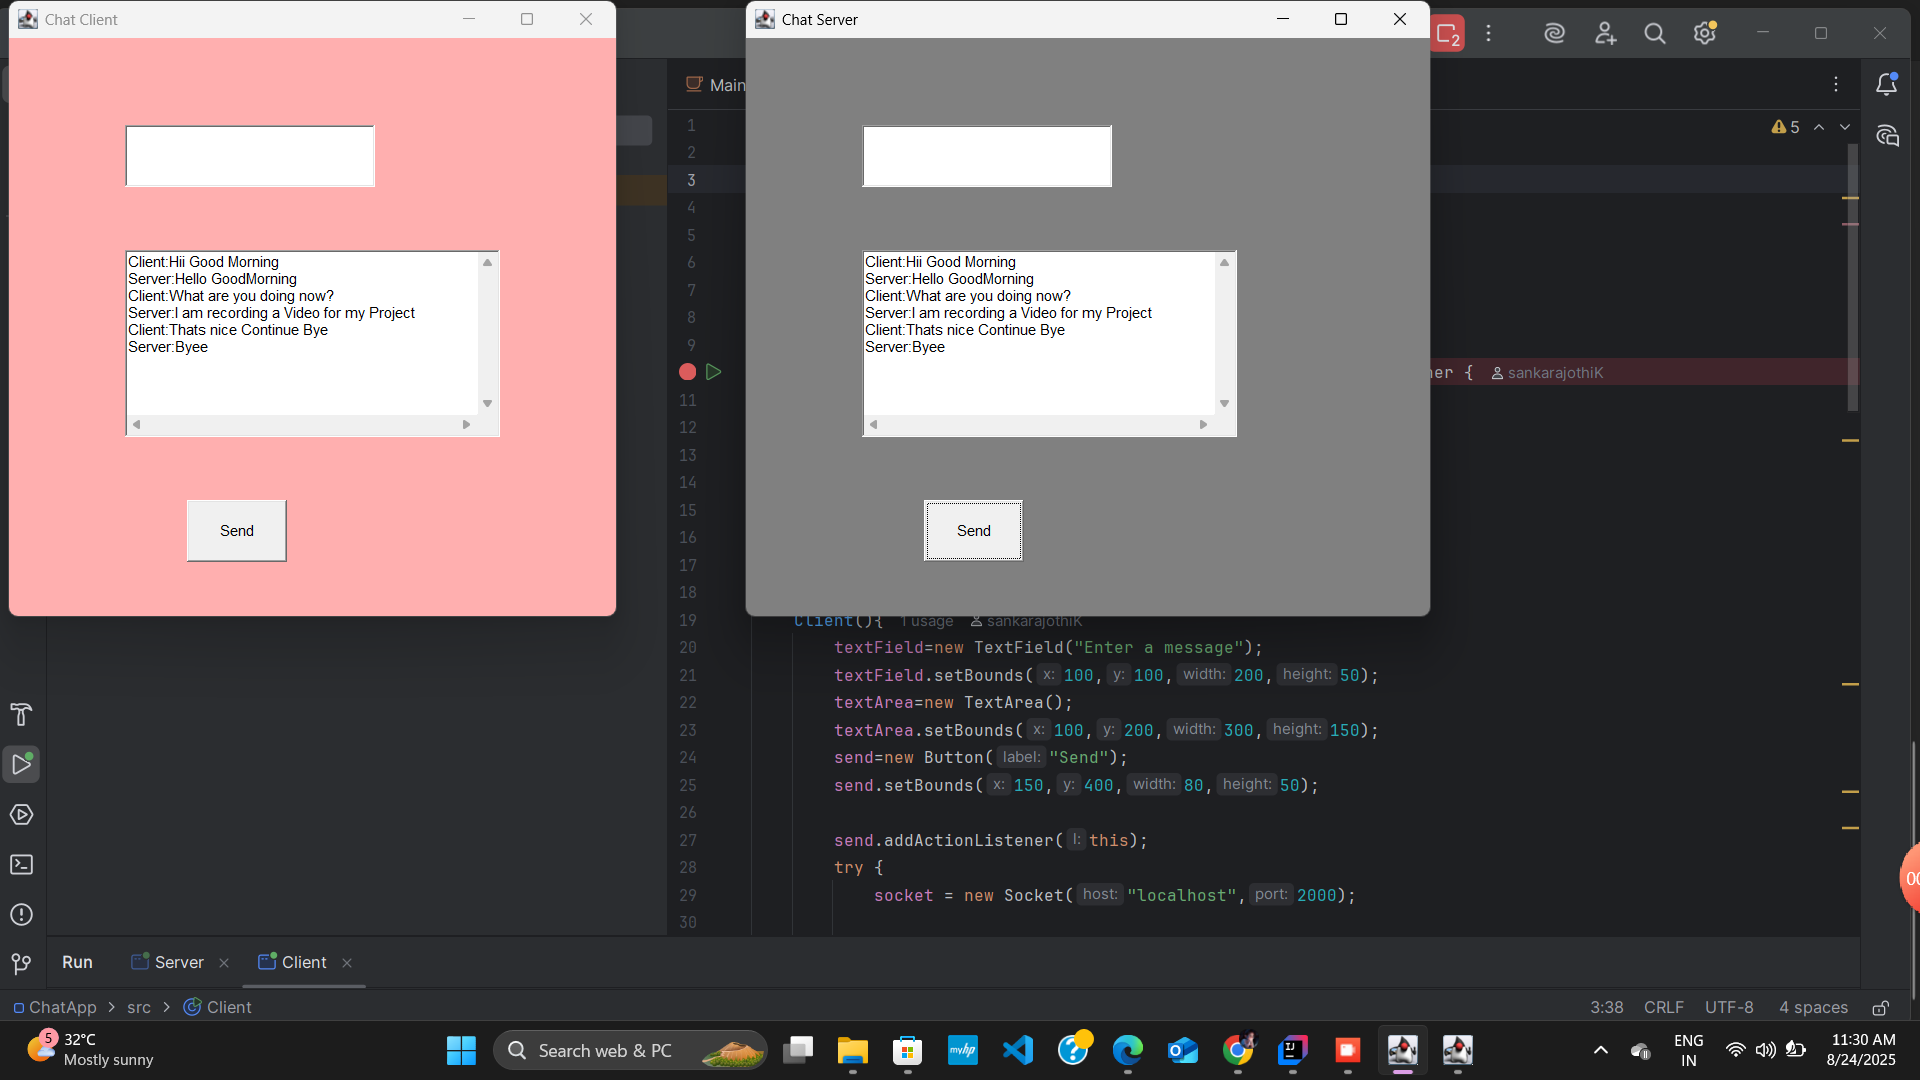 Chat Client
Client:Hii Good Morning
Server:Hello GoodMorning
Client:What are you doing now?
Server:I am recording a Video for my Project
Client:Thats nice Continue Bye
Server:Byee
Send
Chat Server
Client:Hii Good Morning
Server:Hello GoodMorning
Client:What are you doing now?
Server:I am recording a Video for my Project
Client:Thats nice Continue Bye
Server:Byee
Send
2
Main
5
1
2
3
4
5
6
7
8
9
{ sankarajothiK
11
12
13
14
15
16
17
18
19 Client(){ 1 usage sankarajothiK
20 textField=new TextField("Enter a message");
21 textField.setBounds( x: 100, y: 100, width: 200, height: 50);
22 textArea=new TextArea();
23 textArea.setBounds( x: 100, y: 200, width: 300, height: 150);
24 send=new Button( label: "Send");
25 send.setBounds( x: 150, y: 400, width: 80, height: 50);
26
27 send.addActionListener( l: this);
28 try {
29 socket = new Socket( host: "localhost", port: 2000);
30
00
Run Server Client
ChatApp > src > Client
3:38 CRLF UTF-8 4 spaces
5
32°C
Mostly sunny
Search web & PC
myhp
ENG
IN
11:30 AM
8/24/2025